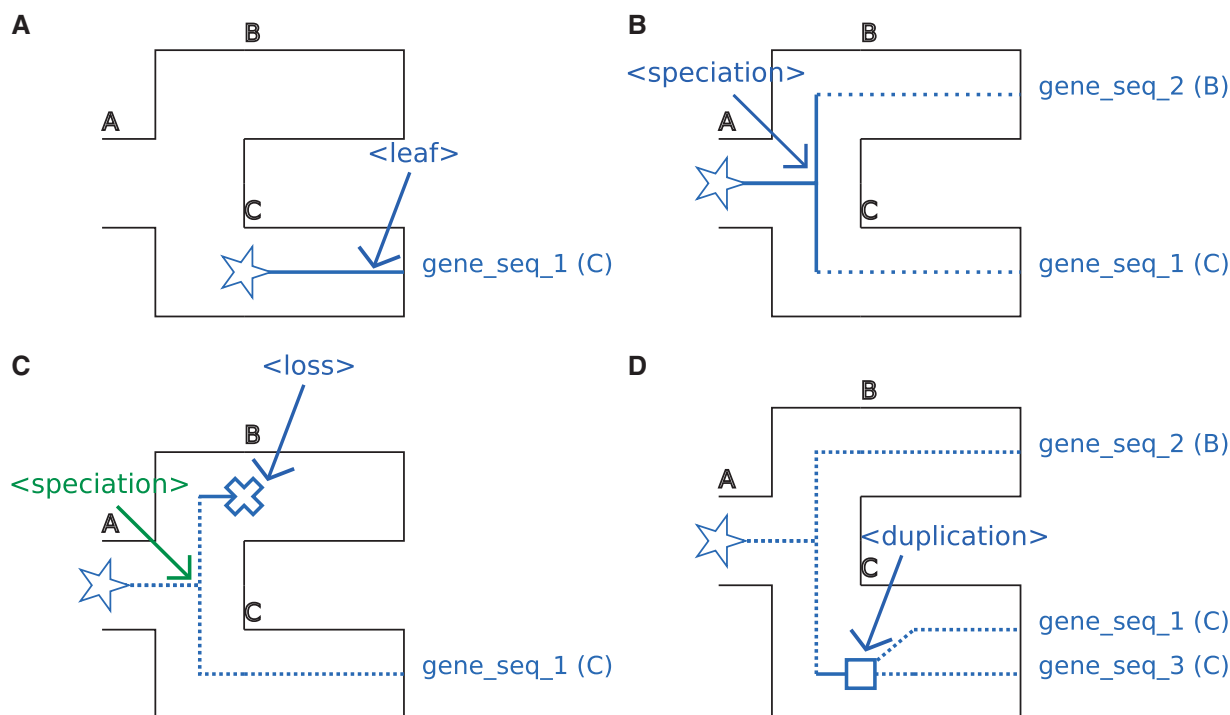 A
B
A
<leaf>
C
gene_seq_1 (C)
B
B
<speciation>
gene_seq_2 (B)
A
C
gene_seq_1 (C)
C
<loss>
B
<speciation>
A
C
gene_seq_1 (C)
D
B
gene_seq_2 (B)
A
<duplication>
C
gene_seq_1 (C)
gene_seq_3 (C)